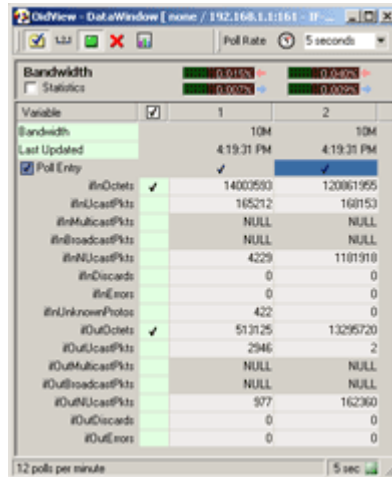 OidView - DataWindow [ none / 192.168.1.1:161 - IF-...
Poll Rate 5 seconds
Bandwidth 0.015% 0.040%
Statistics 0.007% 0.009%
Variable 1 2
Bandwidth 10M 10M
Last Updated 4:19:31 PM 4:19:31 PM
Poll Entry
ifInOctets 14003593 120861955
ifInUcastPkts 165212 168153
ifInMulticastPkts NULL NULL
ifInBroadcastPkts NULL NULL
ifInNUcastPkts 4229 1181918
ifInDiscards 0 0
ifInErrors 0 0
ifInUnknownProtos 422 0
ifOutOctets 513125 13295720
ifOutUcastPkts 2946 2
ifOutMulticastPkts NULL NULL
ifOutBroadcastPkts NULL NULL
ifOutNUcastPkts 977 162360
ifOutDiscards 0 0
ifOutErrors 0 0
12 polls per minute 5 sec